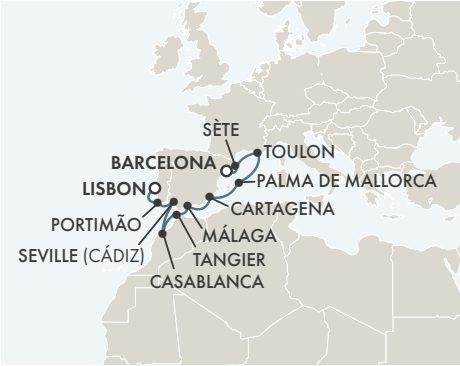 SÈTE
TOULON
BARCELONA
PALMA DE MALLORCA
LISBON
CARTAGENA
PORTIMÃO
MÁLAGA
SEVILLE (CÁDIZ)
TANGIER
CASABLANCA